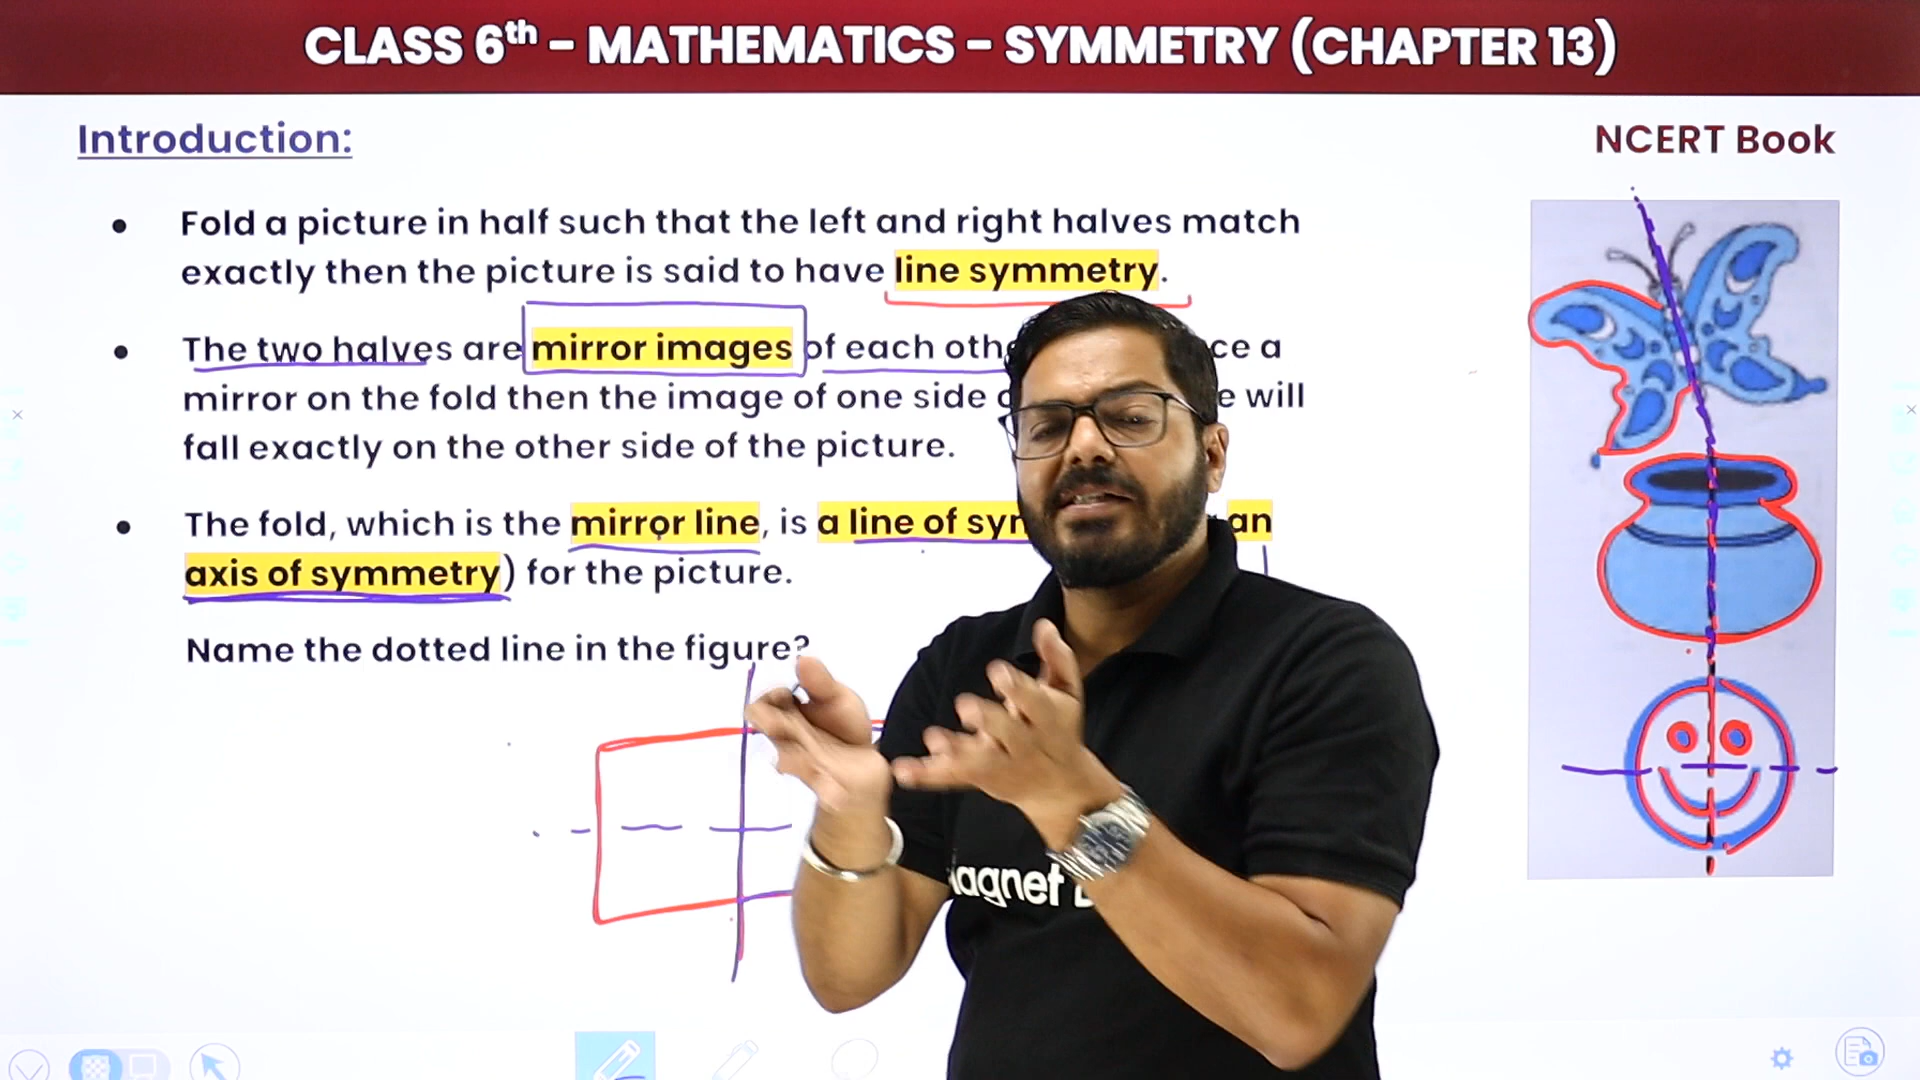 CLASS 6th - MATHEMATICS - SYMMETRY (CHAPTER 13)
Introduction:
NCERT Book
• Fold a picture in half such that the left and right halves match
exactly then the picture is said to have line symmetry.
• The two halves are mirror images of each
mirror on the fold then the image of one side will
fall exactly on the other side of the picture.
• The fold, which is the mirror line, is a line of an
axis of symmetry) for the picture.
Name the dotted line in the figure?
agnet